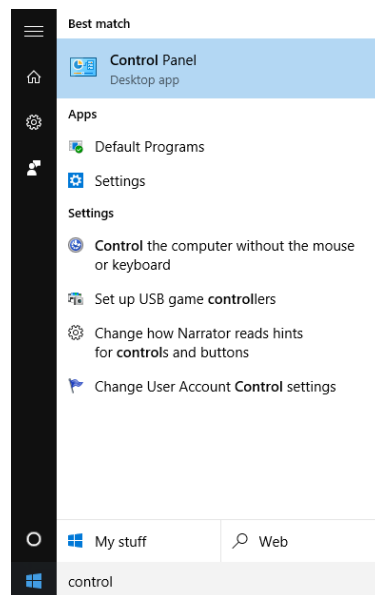 Best match
Control Panel
Desktop app
Apps
Default Programs
Settings
Settings
Control the computer without the mouse
or keyboard
Set up USB game controllers
Change how Narrator reads hints
for controls and buttons
Change User Account Control settings
My stuff
Web
control